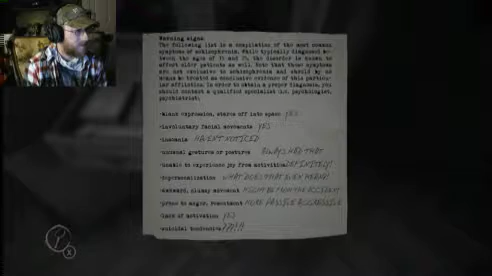 Warning signs
The following list is a compilation of the most common
symptoms of schizophrenia. While typically diagnosed be-
tween the ages of 15 and 25, the disorder is known to
affect older patients as well. Note that these symptoms
are not exclusive to schizophrenia and should by no
means be treated as conclusive evidence of this particu-
lar affliction. In order to obtain a proper diagnosis, you
should contact a qualified specialist (i.e. psychologist,
psychiatrist)
-blank expression, stares off into space YES
-involuntary facial movements YES
-insomnia HAVEN'T NOTICED
-unusual gestures or postures ALWAYS HAD THAT
-unable to experience joy from activities DEFINITELY!
-depersonalization WHAT DOES THAT EVEN MEAN?
-awkward, clumsy movement MIGHT BE FROM THE ACCIDENT
-prone to anger, resentment MORE PASSIVE AGGRESSIVE
-lack of motivation YES
-suicidal tendencies ???!!
X